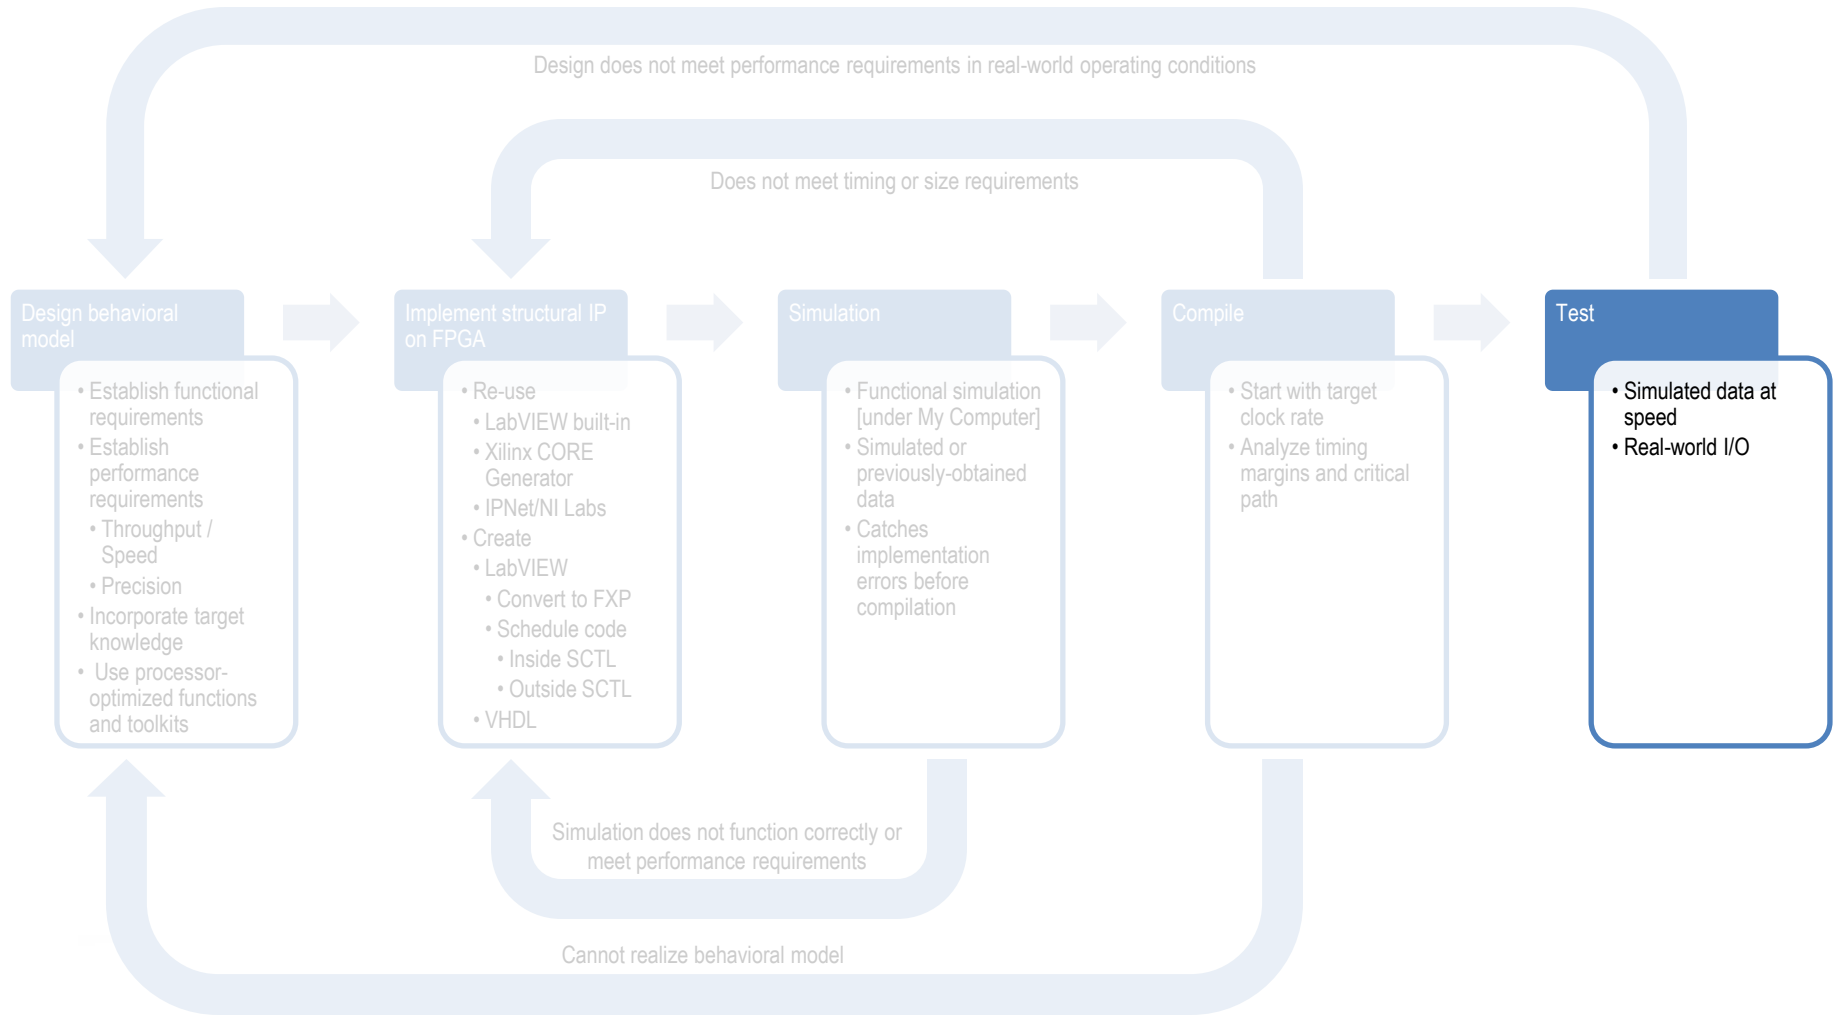 Design does not meet performance requirements in real-world operating conditions
Does not meet timing or size requirements
Design behavioral
model
• Establish functional
requirements
• Establish
performance
requirements
• Throughput /
Speed
• Precision
• Incorporate target
knowledge
• Use processor-
optimized functions
and toolkits
Implement structural IP
on FPGA
• Re-use
• LabVIEW built-in
• Xilinx CORE
Generator
• IPNet/NI Labs
• Create
• LabVIEW
• Convert to FXP
• Schedule code
• Inside SCTL
• Outside SCTL
• VHDL
Simulation
• Functional simulation
[under My Computer]
• Simulated or
previously-obtained
data
• Catches
implementation
errors before
compilation
Compile
• Start with target
clock rate
• Analyze timing
margins and critical
path
Test
• Simulated data at
speed
• Real-world I/O
Simulation does not function correctly or
meet performance requirements
Cannot realize behavioral model